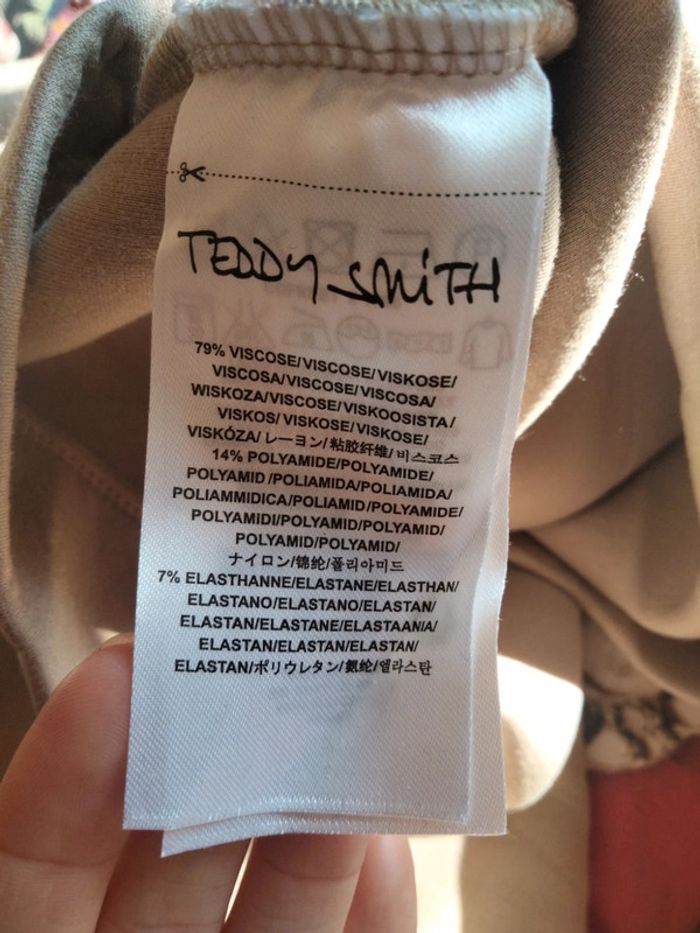 TEDDY SMITH
79% VISCOSE/VISCOSE/VISKOSE/
VISCOSA/VISCOSE/VISCOSA/
WISKOZA/VISCOSE/VISKOOSISTA/
VISKOS/ VISKOSE/VISKOSE/
VISKÓZA/ レーヨン/粘胶纤维/비스코스
14% POLYAMIDE/POLYAMIDE/
POLYAMID/POLIAMIDA/POLIAMIDA/
POLIAMMIDICA/POLIAMID/POLYAMIDE/
POLYAMIDI/POLYAMID/POLYAMID/
POLYAMID/POLYAMID/
ナイロン/锦纶/폴리아미드
7% ELASTHANNE/ELASTANE/ELASTHAN/
ELASTANO/ELASTANO/ELASTAN/
ELASTAN/ELASTANE/ELASTAANIA/
ELASTAN/ELASTAN/ELASTAN/
ELASTAN/ポリウレタン/氨纶/엘라스탄